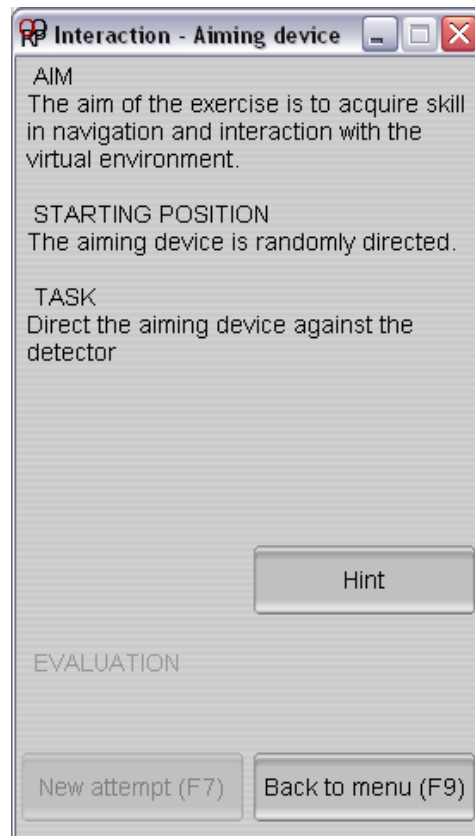 Interaction - Aiming device
AIM
The aim of the exercise is to acquire skill
in navigation and interaction with the
virtual environment.
STARTING POSITION
The aiming device is randomly directed.
TASK
Direct the aiming device against the
detector
Hint
EVALUATION
New attempt (F7) Back to menu (F9)